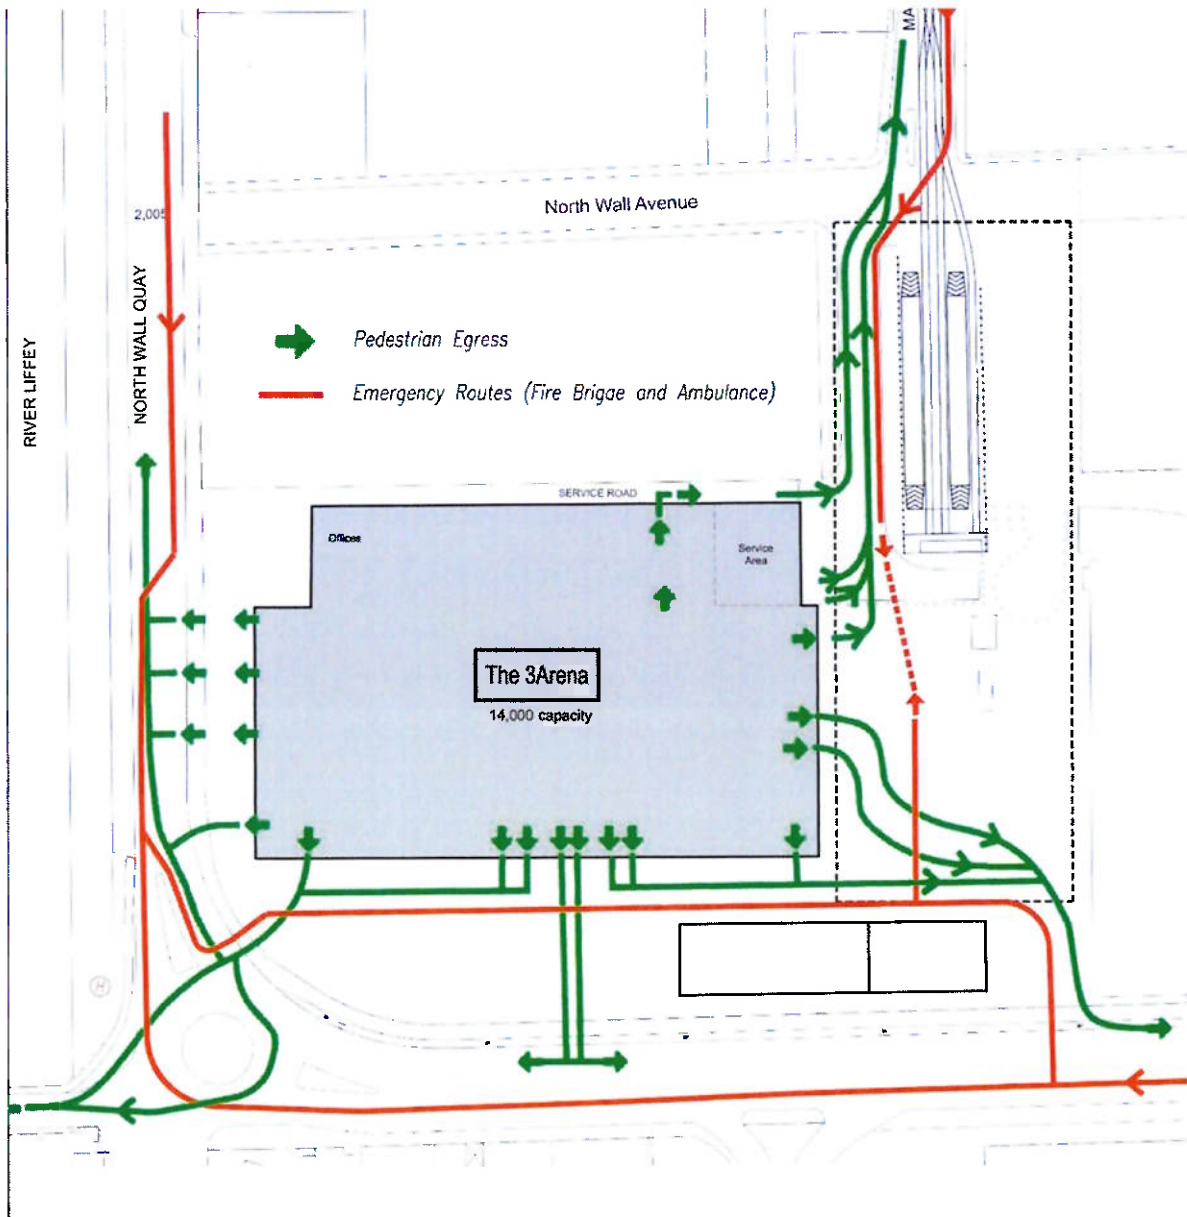 MA
North Wall Avenue
2,005
NORTH WALL QUAY
RIVER LIFFEY
Pedestrian Egress
Emergency Routes (Fire Brigae and Ambulance)
SERVICE ROAD
Offices
Service
Area
The 3Arena
14,000 capacity
H